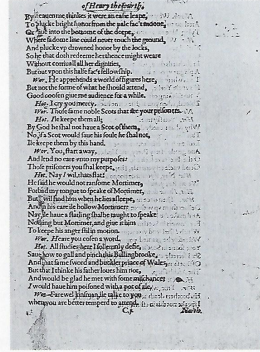 of Henry the fourth.
By heauen me thinkes it were an easie leape,
To plucke bright honor from the pale fac't moone,
Or diue into the bottome of the deepe,
Where fadome line could neuer touch the ground,
And plucke vp drowned honor by the locks,
So he that doth redeeme her thence might weare
Without corriuall all her dignities,
But out vpon this halfe fac't fellowship.
Wor. He apprehends a world of figures here,
But not the forme of what he should attend,
Good coosen giue me audience for a while.
Hot. I cry you mercy.
Wor. Those same noble Scots that are your prisoners.
Hot. Ile keepe them all;
By God he shal not haue a Scot of them,
No, if a Scot would saue his soule he shal not,
Ile keepe them by this hand.
Wor. You start away,
And lend no eare vnto my purposes:
Those prisoners you shal keepe,
Hot. Nay I wil, thats flat:
He said he would not ransome Mortimer,
Forbad my tongue to speake of Mortimer,
But I wil find him when he lies asleepe,
And in his eare ile hollow Mortimer:
Nay, ile haue a starling shal be taught to speake
Nothing but Mortimer, and giue it him
To keepe his anger stil in motion.
Wor. Heare you cosen a word.
Hot. All studies here I sollemly defie,
Saue how to gall and pinch this Bullingbrooke,
And that same sword and buckler prince of Wales,
But that I thinke his father loues him not,
And would be glad he met with some mischance
I would haue him poisoned with a pot of ale.
Wor. Farewel kinsman, ile talke to you
when you are better temperd to attend.
C.j.